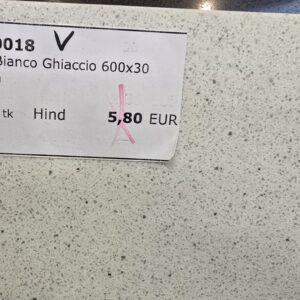 0018 V
Bianco Ghiaccio 600x30
tk Hind 5,80 EUR